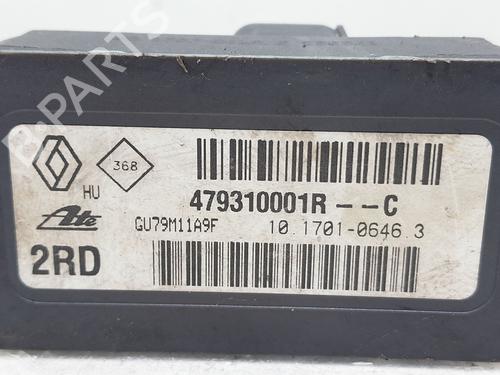 368
HU
479310001R--C
Ate
GU79M11A9F
10.1701-0646.3
2RD
B-PARTS